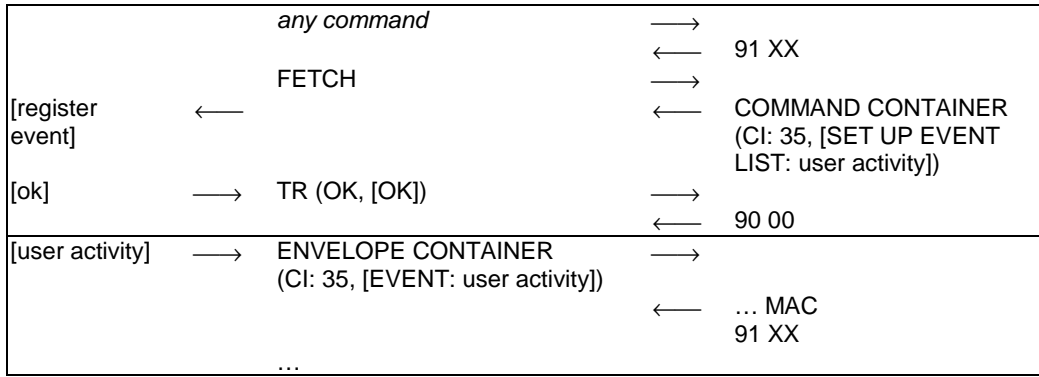 any command ⟶
⟵ 91 XX
FETCH ⟶
[register ⟵ ⟵ COMMAND CONTAINER
event] (CI: 35, [SET UP EVENT
LIST: user activity])
[ok] ⟶ TR (OK, [OK]) ⟶
⟵ 90 00
[user activity] ⟶ ENVELOPE CONTAINER ⟶
(CI: 35, [EVENT: user activity])
⟵ … MAC
91 XX
…